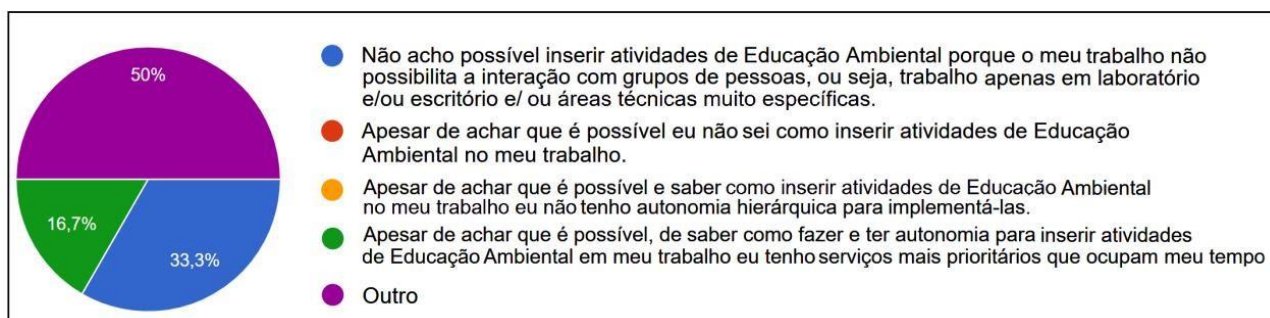 50%
16,7%
33,3%
Não acho possível inserir atividades de Educação Ambiental porque o meu trabalho não
possibilita a interação com grupos de pessoas, ou seja, trabalho apenas em laboratório
e/ou escritório e/ ou áreas técnicas muito específicas.
Apesar de achar que é possível eu não sei como inserir atividades de Educação
Ambiental no meu trabalho.
Apesar de achar que é possível e saber como inserir atividades de Educação Ambiental
no meu trabalho eu não tenho autonomia hierárquica para implementá-las.
Apesar de achar que é possível, de saber como fazer e ter autonomia para inserir atividades
de Educação Ambiental em meu trabalho eu tenho serviços mais prioritários que ocupam meu tempo
Outro